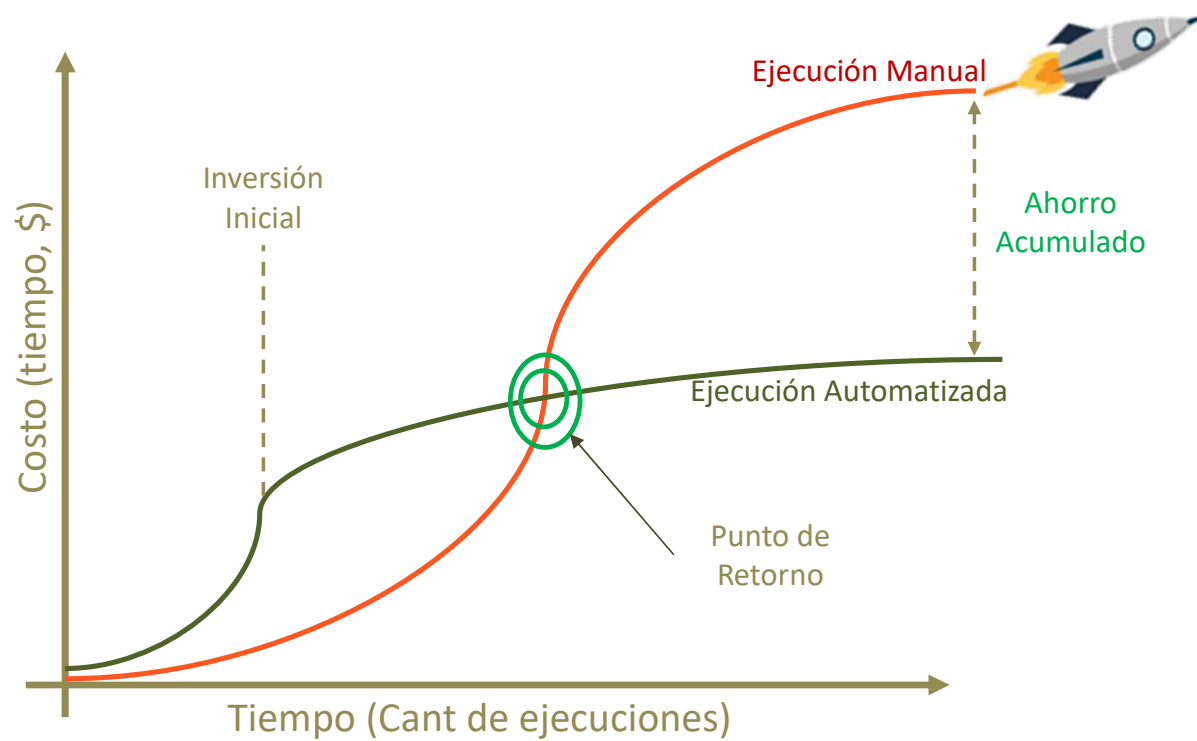 Ejecución Manual
Inversión
Inicial
Ahorro
Acumulado
Costo (tiempo, $)
Ejecución Automatizada
Punto de
Retorno
Tiempo (Cant de ejecuciones)